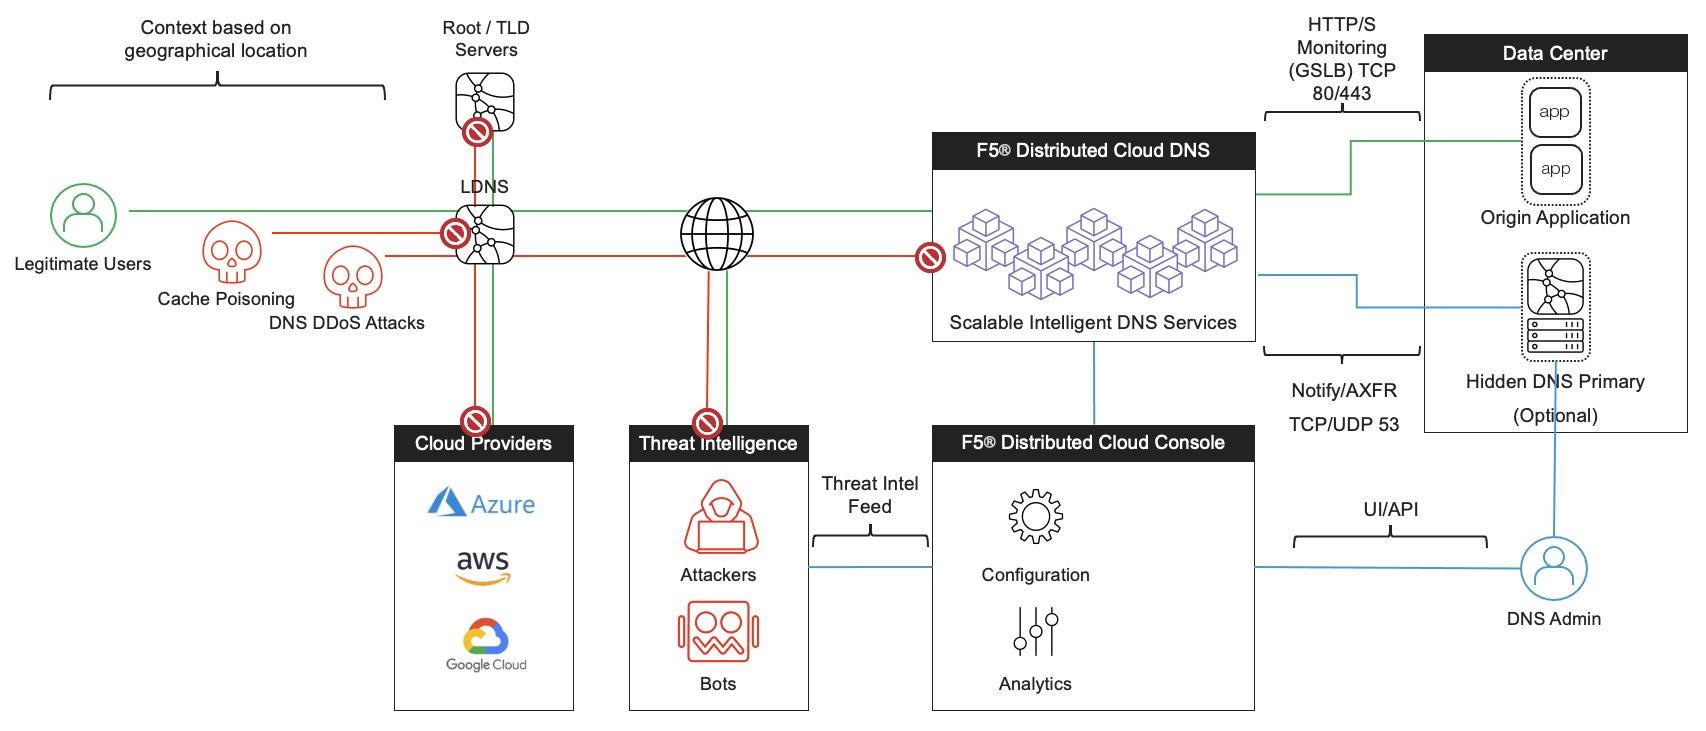 Context based on
geographical location
Root / TLD
Servers
HTTP/S
Monitoring
(GSLB) TCP
80/443
Data Center
app
app
Origin Application
F5® Distributed Cloud DNS
Scalable Intelligent DNS Services
LDNS
Legitimate Users
Cache Poisoning
DNS DDoS Attacks
Hidden DNS Primary
(Optional)
Notify/AXFR
TCP/UDP 53
Cloud Providers
Azure
aws
Google Cloud
Threat Intelligence
Attackers
Bots
Threat Intel
Feed
F5® Distributed Cloud Console
Configuration
Analytics
UI/API
DNS Admin